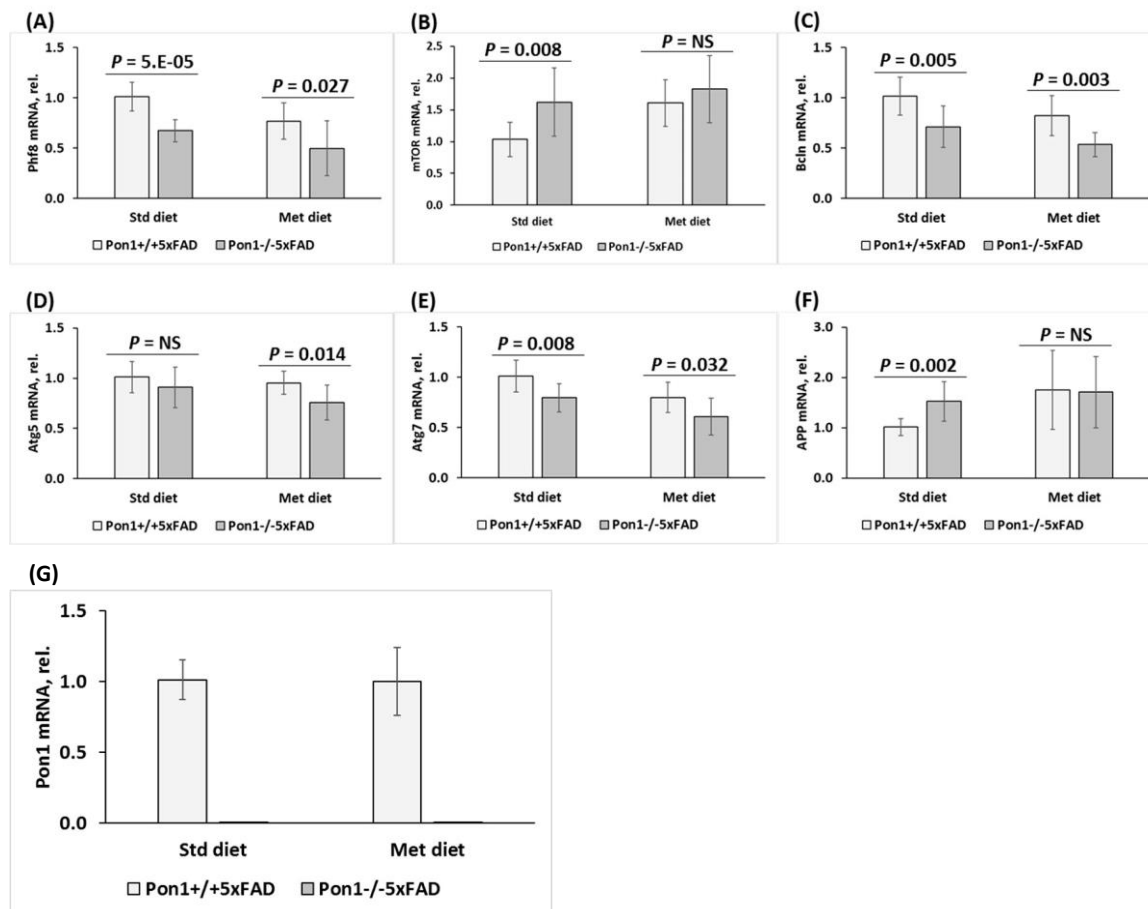 (A)
P = 5.E-05
P = 0.027
Phf8 mRNA, rel.
1.5
1.0
0.5
0.0
Std diet Met diet
Pon1+/+5xFAD Pon1-/-5xFAD
(B)
P = 0.008
P = NS
mTOR mRNA, rel.
2.5
2.0
1.5
1.0
0.5
0.0
Std diet Met diet
Pon1+/+5xFAD Pon1-/-5xFAD
(C)
P = 0.005
P = 0.003
Bcln mRNA, rel.
1.5
1.0
0.5
0.0
Std diet Met diet
Pon1+/+5xFAD Pon1-/-5xFAD
(D)
P = NS
P = 0.014
Atg5 mRNA, rel.
1.5
1.0
0.5
0.0
Std diet Met diet
Pon1+/+5xFAD Pon1-/-5xFAD
(E)
P = 0.008
P = 0.032
Atg7 mRNA, rel.
1.5
1.0
0.5
0.0
Std diet Met diet
Pon1+/+5xFAD Pon1-/-5xFAD
(F)
P = 0.002
P = NS
APP mRNA, rel.
3.0
2.0
1.0
0.0
Std diet Met diet
Pon1+/+5xFAD Pon1-/-5xFAD
(G)
Pon1 mRNA, rel.
1.5
1.0
0.5
0.0
Std diet Met diet
Pon1+/+5xFAD Pon1-/-5xFAD